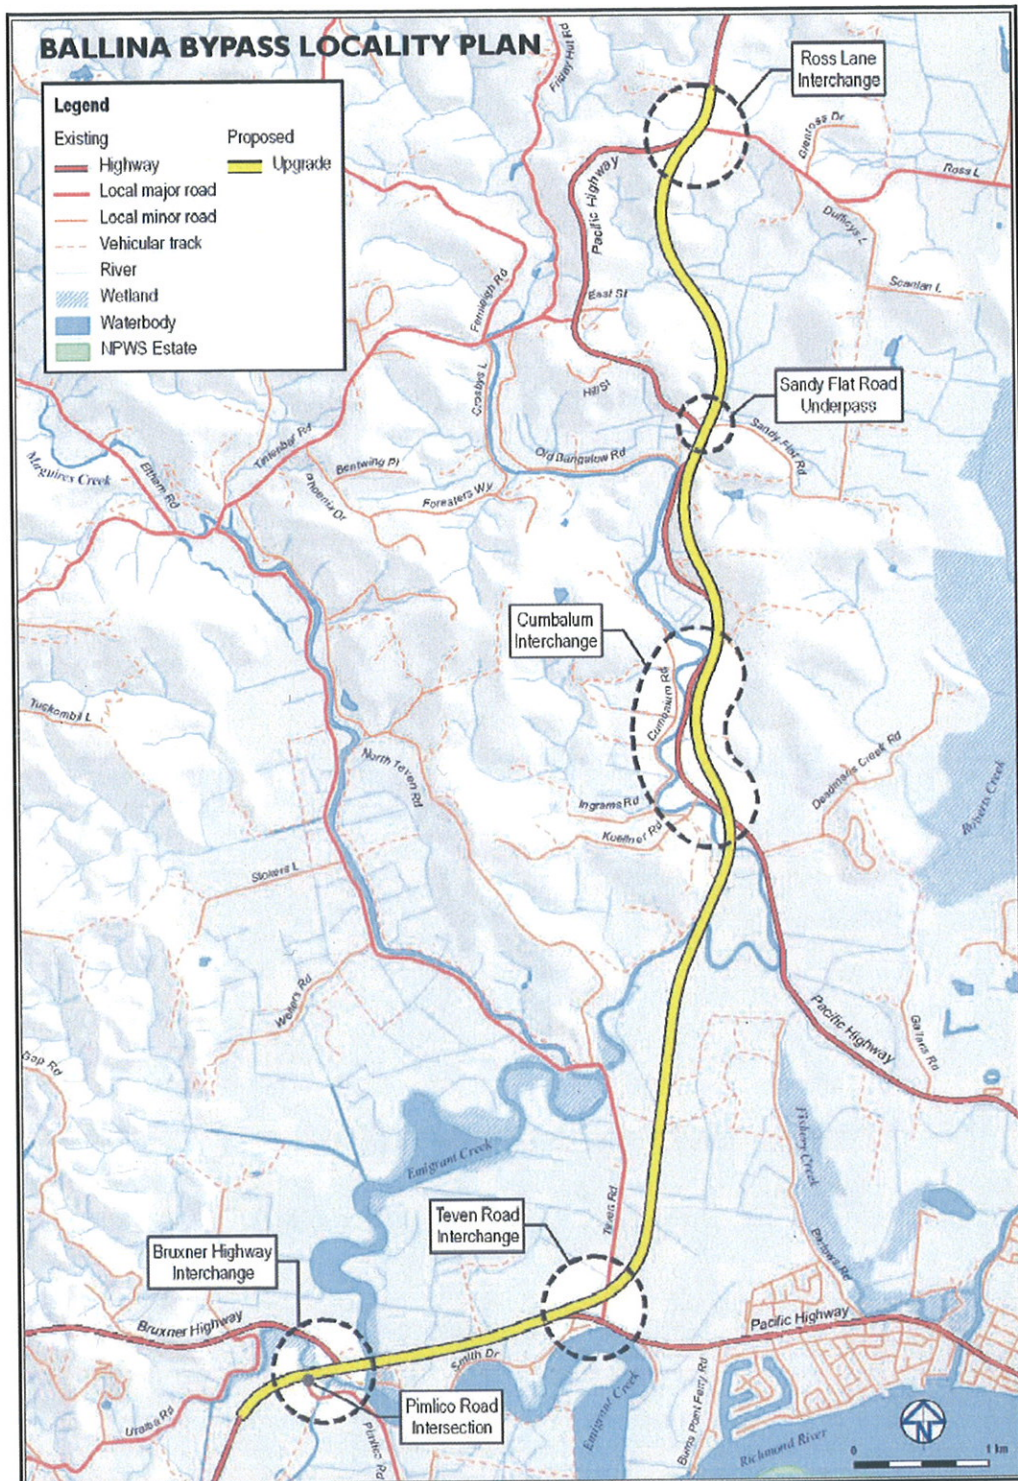 BALLINA BYPASS LOCALITY PLAN
Legend
Existing
Proposed
Highway
Upgrade
Local major road
Local minor road
Vehicular track
River
Wetland
Waterbody
NPWS Estate
Friday Hut Rd
Ross Lane
Interchange
Pacific Highway
Ross L
Dufficys L
Scanlan L
East St
Fernleigh Rd
Crosbys L
Hill St
Sandy Flat Road
Underpass
Sandy Flat Rd
Old Bangalow Rd
Tintenbar Rd
Bentwing Pl
Phoenix Dr
Foresters Wy
Maguires Creek
Eltham Rd
Cumbalum
Interchange
Cumbalum Rd
Tuckombil L
North Teven Rd
Deadmans Creek Rd
Roberts Creek
Ingrams Rd
Koellner Rd
Stokers L
Wellers Rd
Pacific Highway
Gap Rd
Fishery Creek
Emigrant Creek
Teven Road
Interchange
Teven Rd
Barlows Rd
Bruxner Highway
Interchange
Bruxner Highway
Pacific Highway
Smith Dr
Pimlico Road
Intersection
Uralba Rd
Pimlico Rd
Emigrant Creek
Burns Point Ferry Rd
Richmond River
N
0 1 km